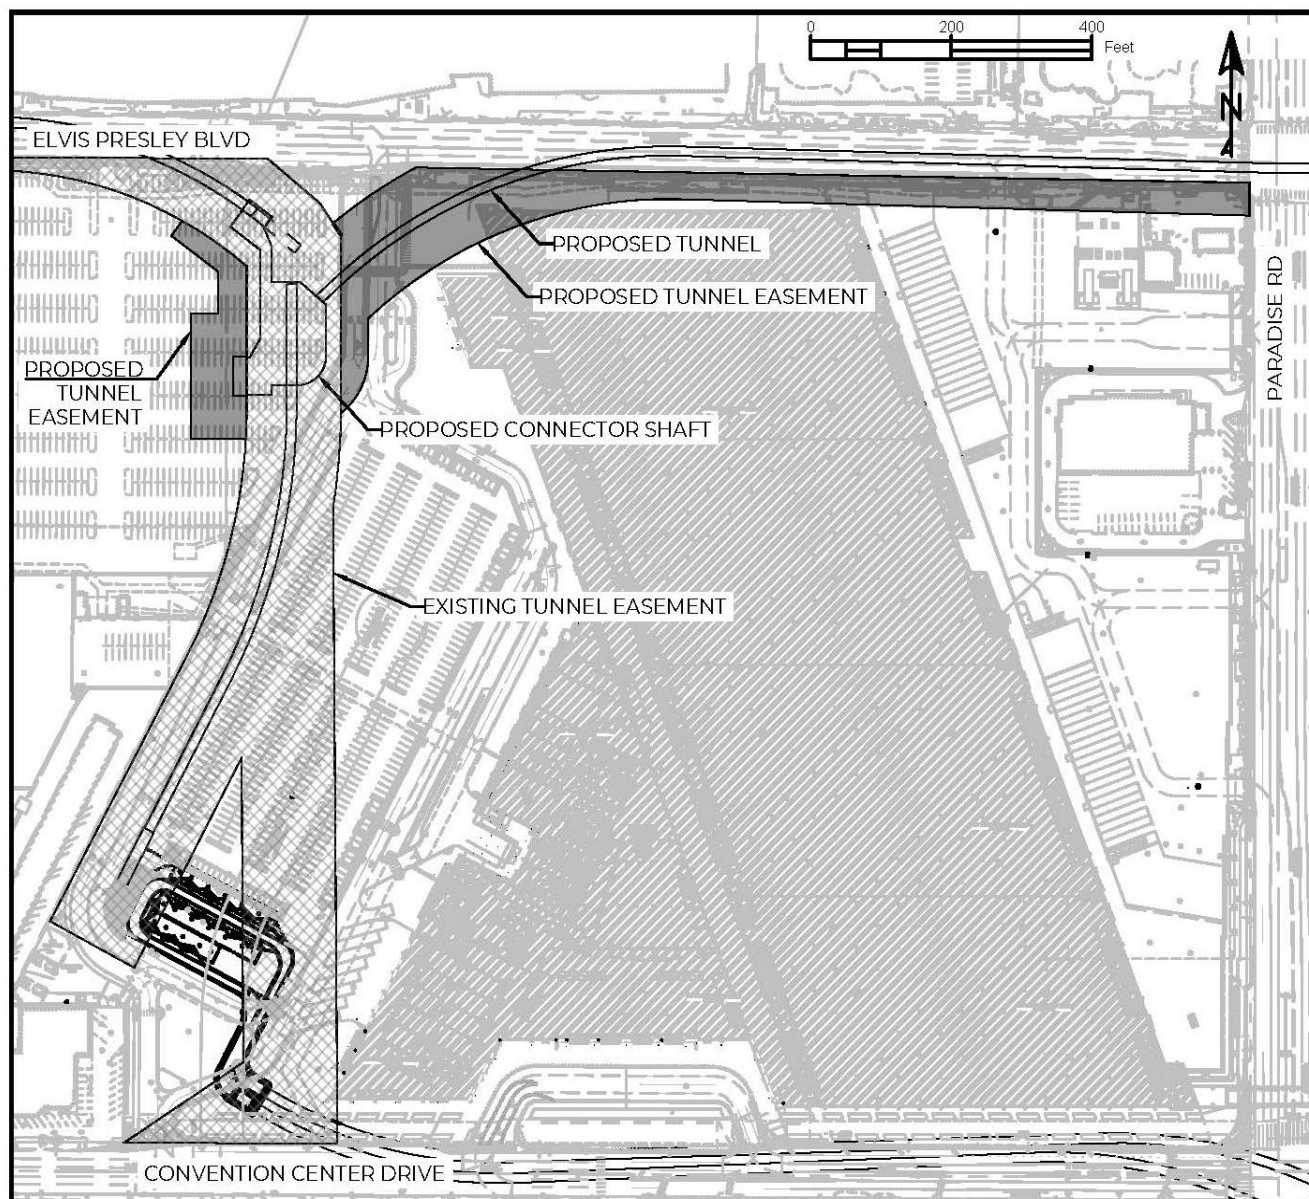 0 200 400
Feet
N
ELVIS PRESLEY BLVD
PROPOSED TUNNEL
PROPOSED TUNNEL EASEMENT
PARADISE RD
PROPOSED
TUNNEL
EASEMENT
PROPOSED CONNECTOR SHAFT
EXISTING TUNNEL EASEMENT
CONVENTION CENTER DRIVE